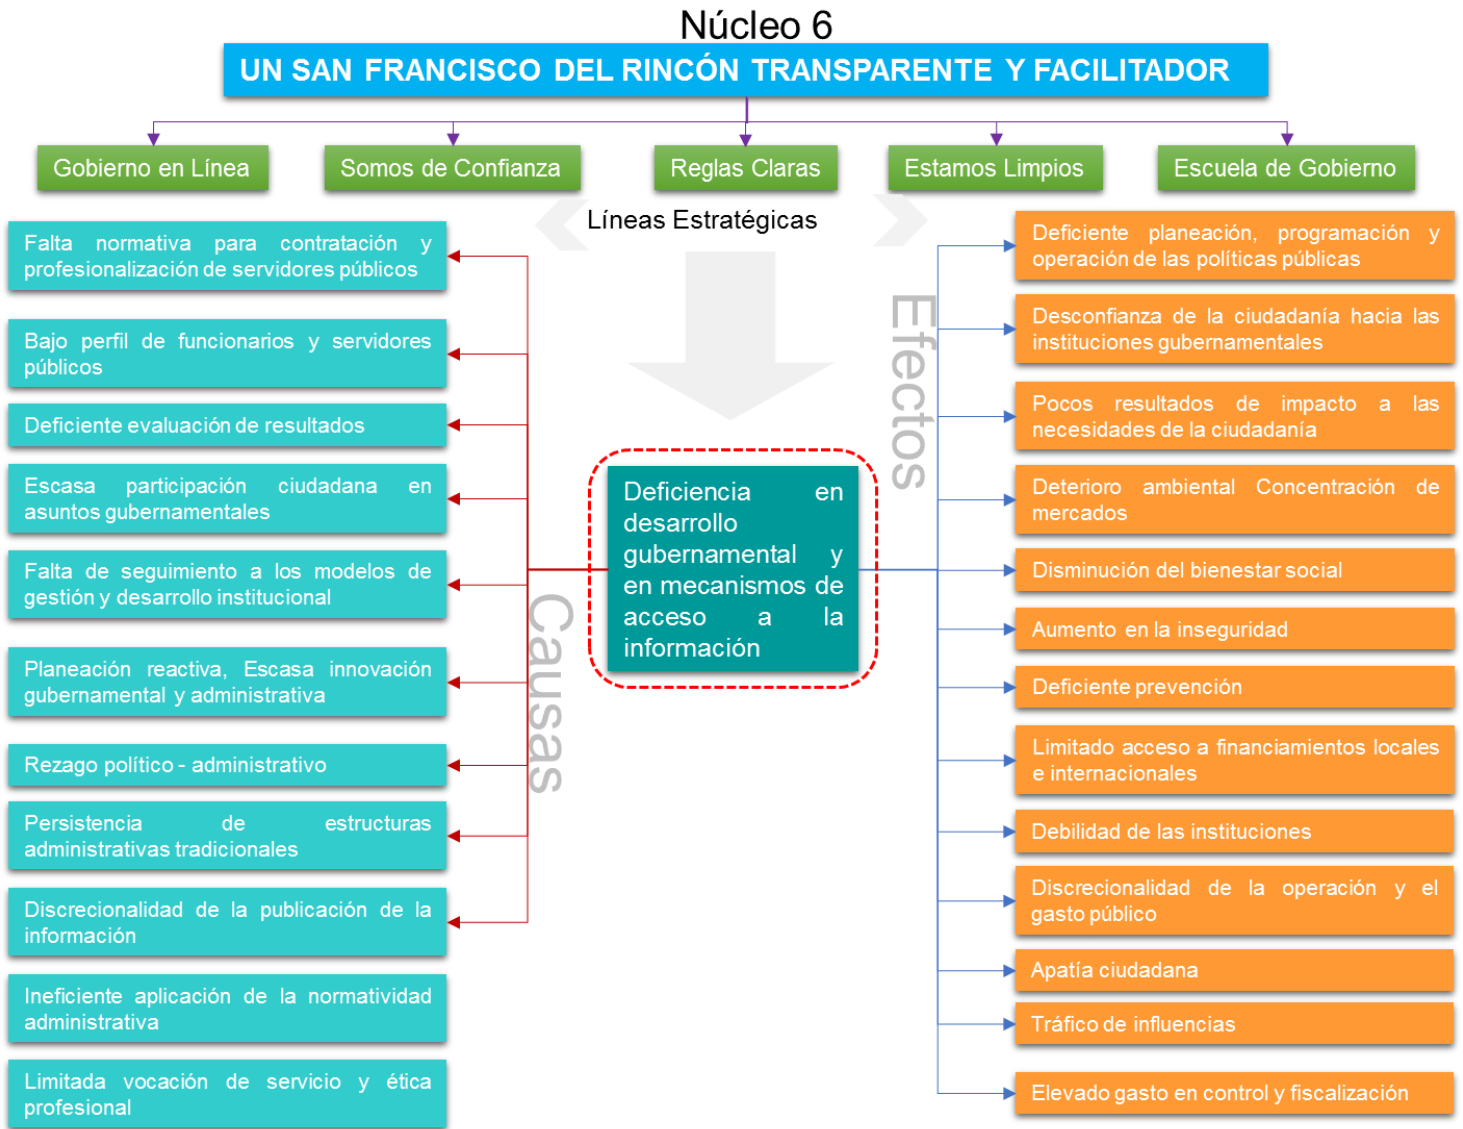 Núcleo 6
UN SAN FRANCISCO DEL RINCÓN TRANSPARENTE Y FACILITADOR
Gobierno en Línea
Somos de Confianza
Reglas Claras
Estamos Limpios
Escuela de Gobierno
Líneas Estratégicas
Falta normativa para contratación y
profesionalización de servidores públicos
Bajo perfil de funcionarios y servidores
públicos
Deficiente evaluación de resultados
Escasa participación ciudadana en
asuntos gubernamentales
Falta de seguimiento a los modelos de
gestión y desarrollo institucional
Planeación reactiva, Escasa innovación
gubernamental y administrativa
Rezago político - administrativo
Persistencia de estructuras
administrativas tradicionales
Discrecionalidad de la publicación de la
información
Ineficiente aplicación de la normatividad
administrativa
Limitada vocación de servicio y ética
profesional
Causas
Deficiencia en
desarrollo
gubernamental y
en mecanismos de
acceso a la
información
Efectos
Deficiente planeación, programación y
operación de las políticas públicas
Desconfianza de la ciudadanía hacia las
instituciones gubernamentales
Pocos resultados de impacto a las
necesidades de la ciudadanía
Deterioro ambiental Concentración de
mercados
Disminución del bienestar social
Aumento en la inseguridad
Deficiente prevención
Limitado acceso a financiamientos locales
e internacionales
Debilidad de las instituciones
Discrecionalidad de la operación y el
gasto público
Apatía ciudadana
Tráfico de influencias
Elevado gasto en control y fiscalización